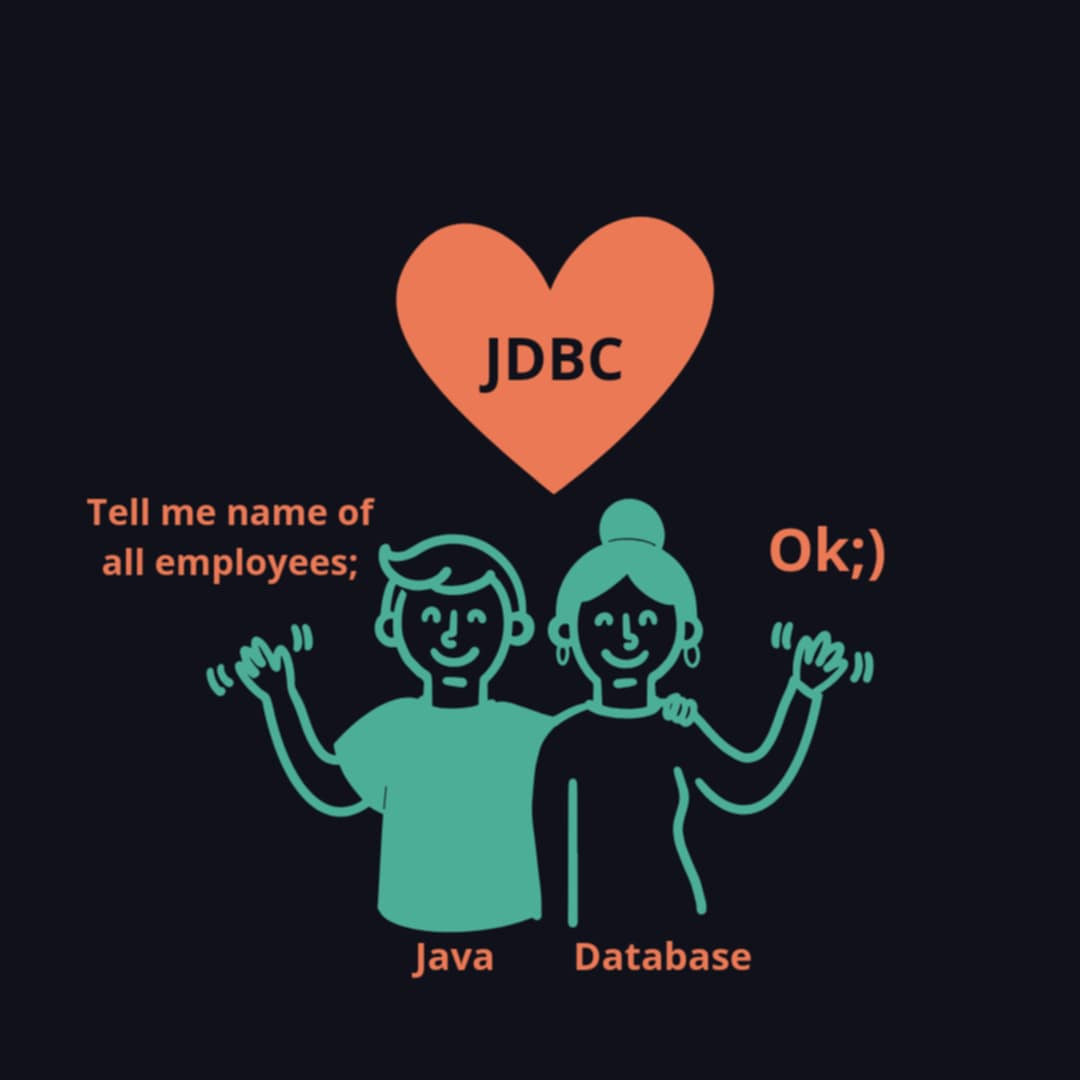 JDBC
Tell me name of
all employees;
Ok;)
Java
Database